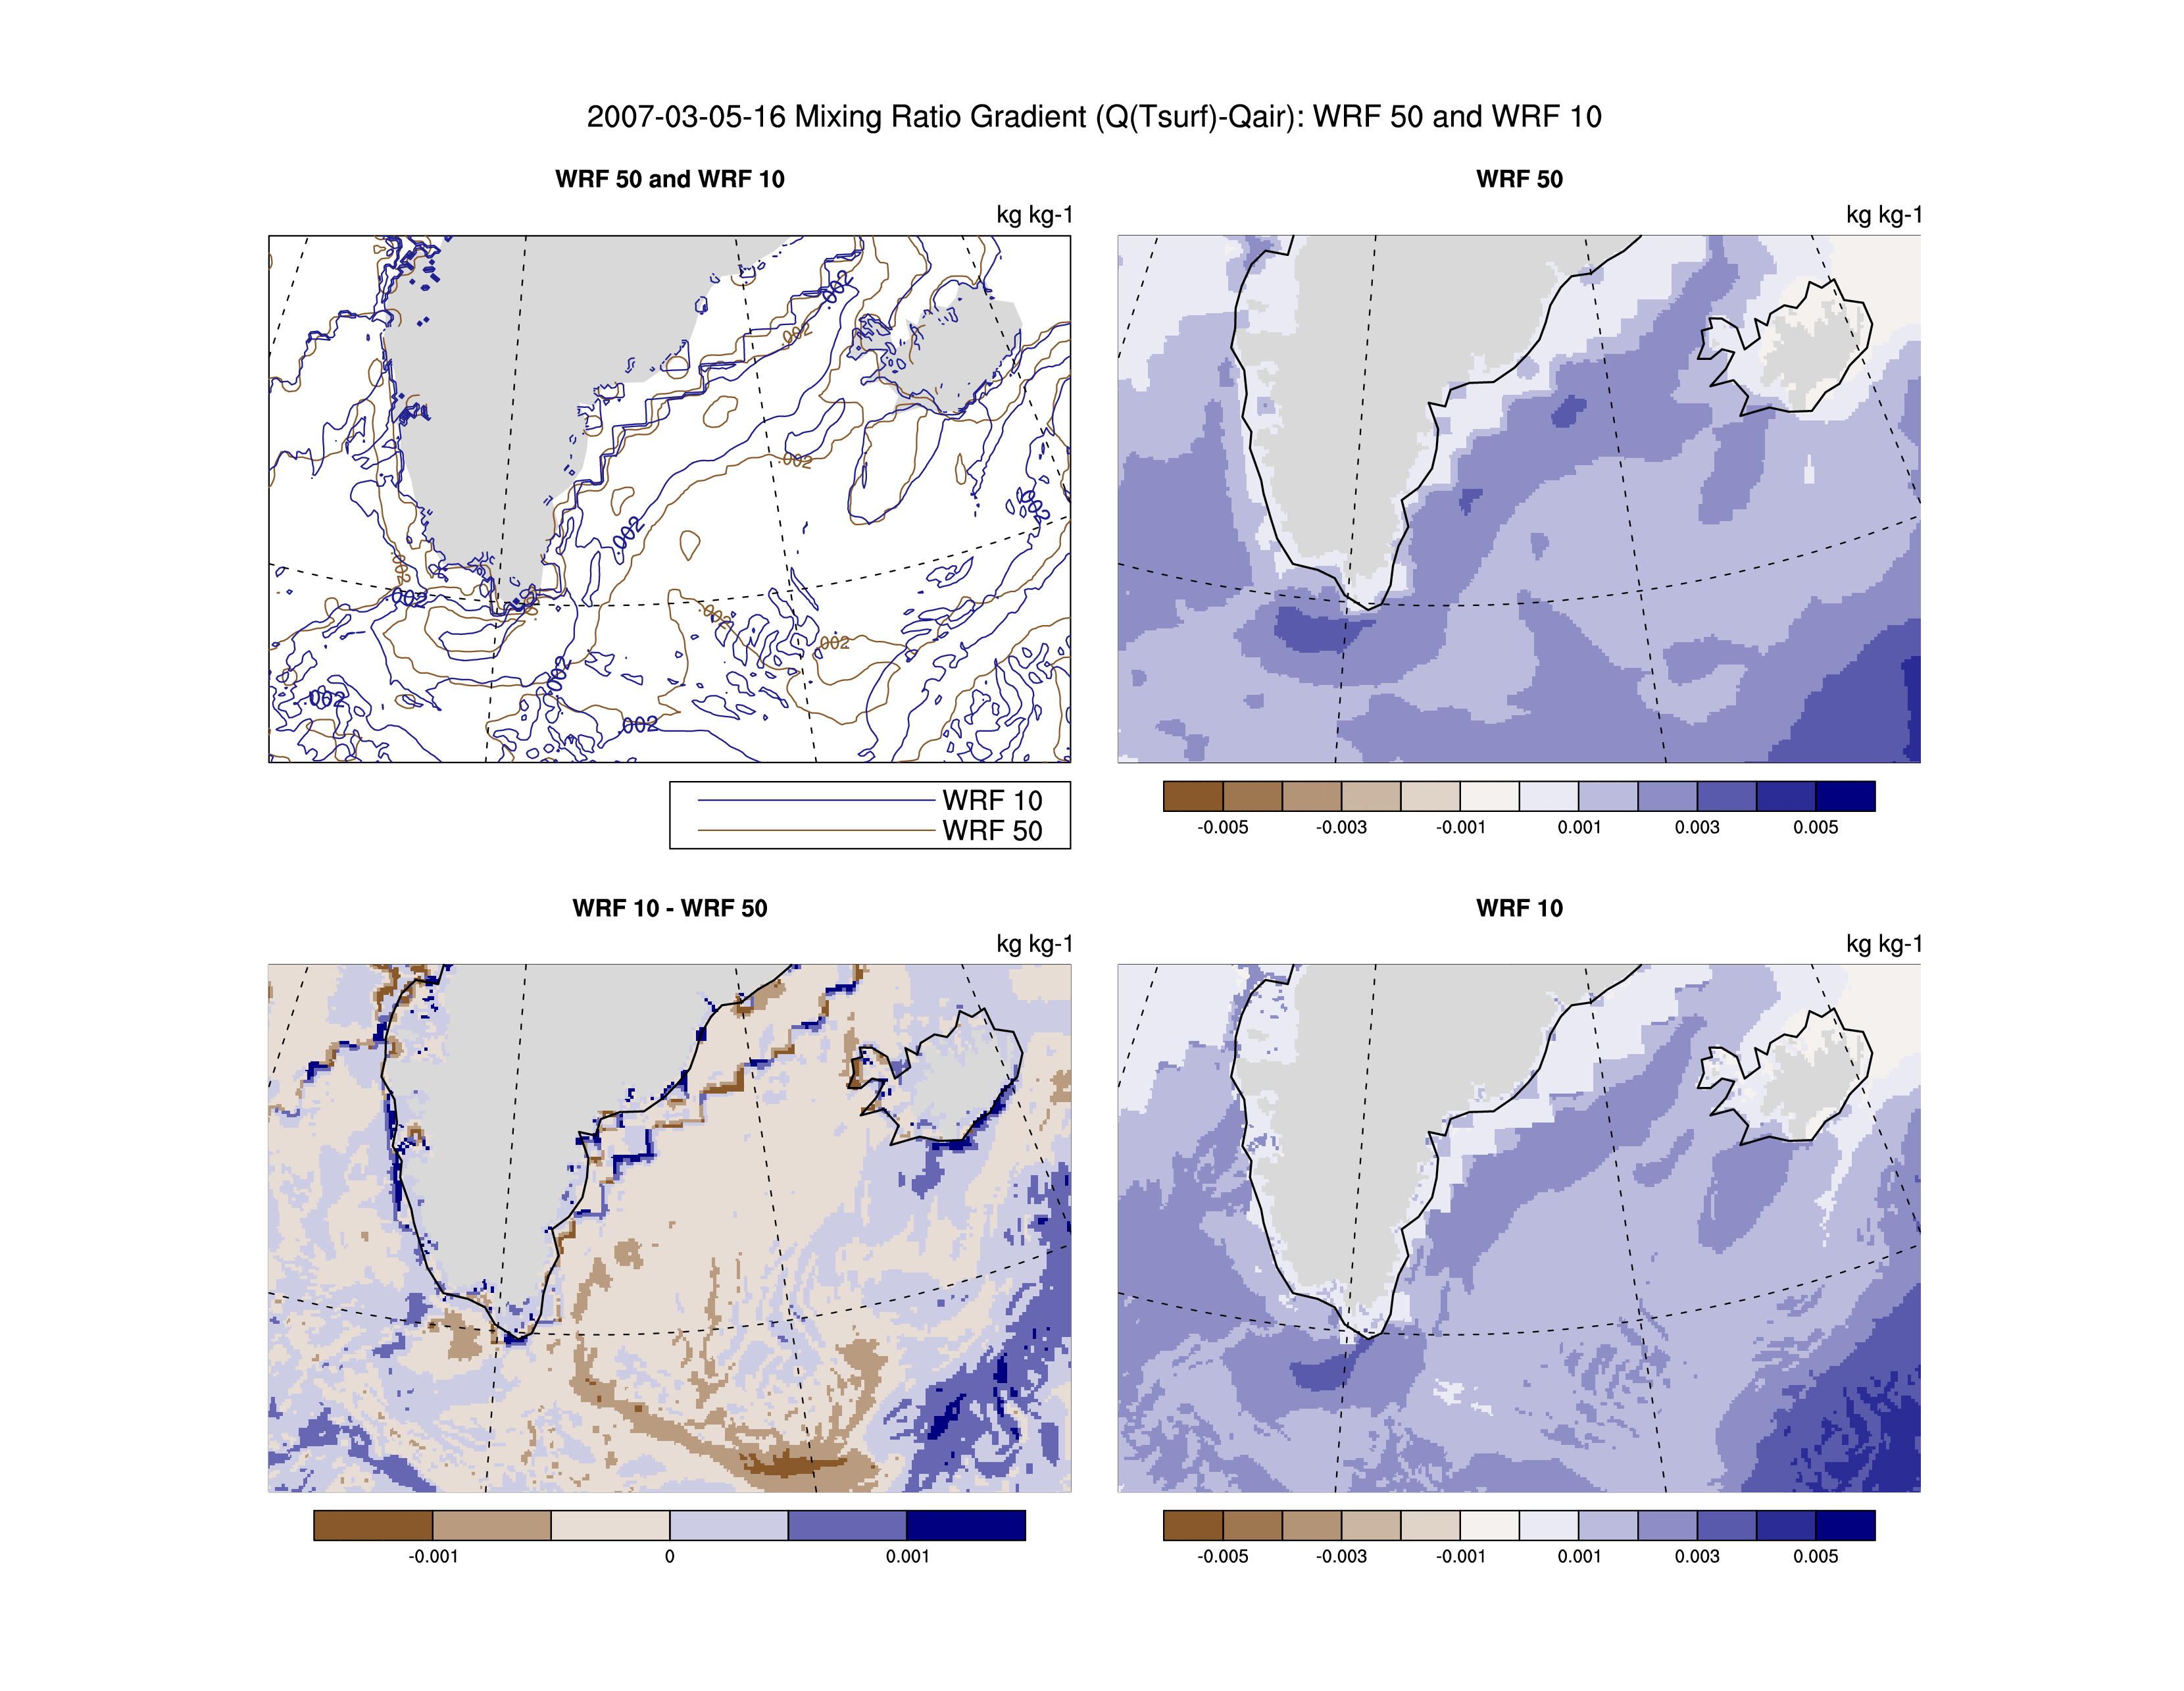 2007-03-05-16 Mixing Ratio Gradient (Q(Tsurf)-Qair): WRF 50 and WRF 10
WRF 50 and WRF 10
kg kg-1
.002
.002
.002
.002
.002
.002
.002
.002
.002
.002
.002
.002
WRF 10
WRF 50
WRF 50
kg kg-1
-0.005 -0.003 -0.001 0.001 0.003 0.005
WRF 10 - WRF 50
kg kg-1
-0.001 0 0.001
WRF 10
kg kg-1
-0.005 -0.003 -0.001 0.001 0.003 0.005